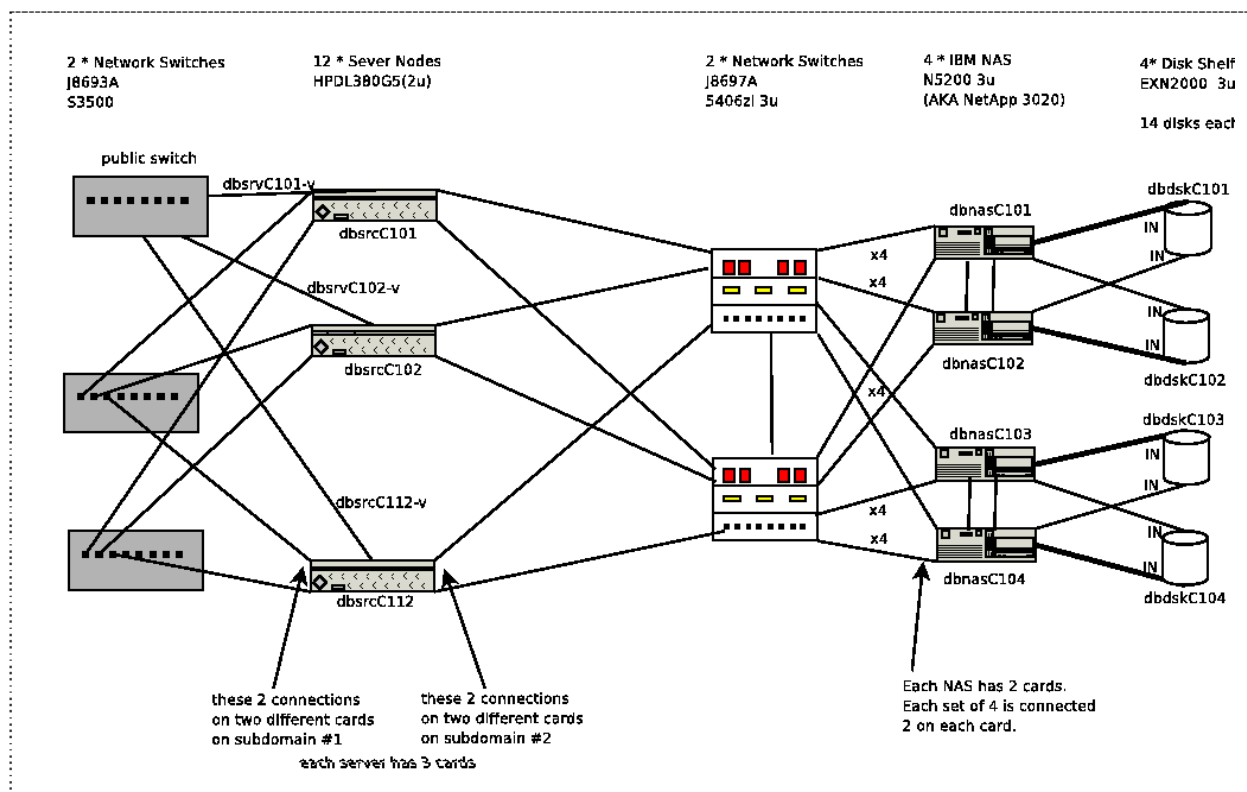 2 * Network Switches
J8693A
S3500
12 * Sever Nodes
HPDL380G5(2u)
2 * Network Switches
J8697A
5406zl 3u
4 * IBM NAS
N5200 3u
(AKA NetApp 3020)
4* Disk Shelf
EXN2000 3u
14 disks each
public switch
dbsrvC101-v
dbsrcC101
dbsrvC102-v
dbsrcC102
dbsrcC112-v
dbsrcC112
x4
x4
x4
x4
x4
dbnasC101
dbnasC102
dbnasC103
dbnasC104
dbdskC101
IN
IN
IN
IN
dbdskC102
dbdskC103
IN
IN
IN
IN
dbdskC104
these 2 connections
on two different cards
on subdomain #1
these 2 connections
on two different cards
on subdomain #2
each server has 3 cards
Each NAS has 2 cards.
Each set of 4 is connected
2 on each card.